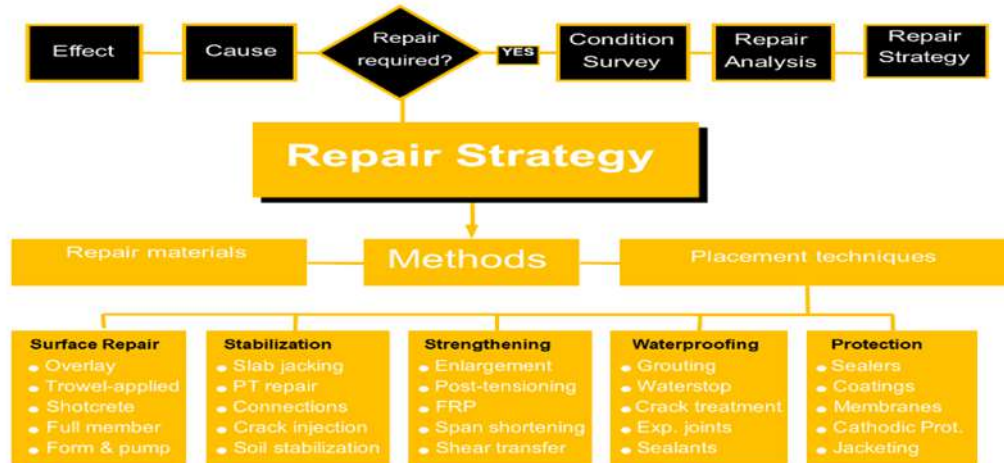 Effect
Cause
Repair
required?
YES
Condition
Survey
Repair
Analysis
Repair
Strategy
Repair Strategy
Repair materials
Methods
Placement techniques
Surface Repair
Overlay
Trowel-applied
Shotcrete
Full member
Form & pump
Stabilization
Slab jacking
PT repair
Connections
Crack injection
Soil stabilization
Strengthening
Enlargement
Post-tensioning
FRP
Span shortening
Shear transfer
Waterproofing
Grouting
Waterstop
Crack treatment
Exp. joints
Sealants
Protection
Sealers
Coatings
Membranes
Cathodic Prot.
Jacketing